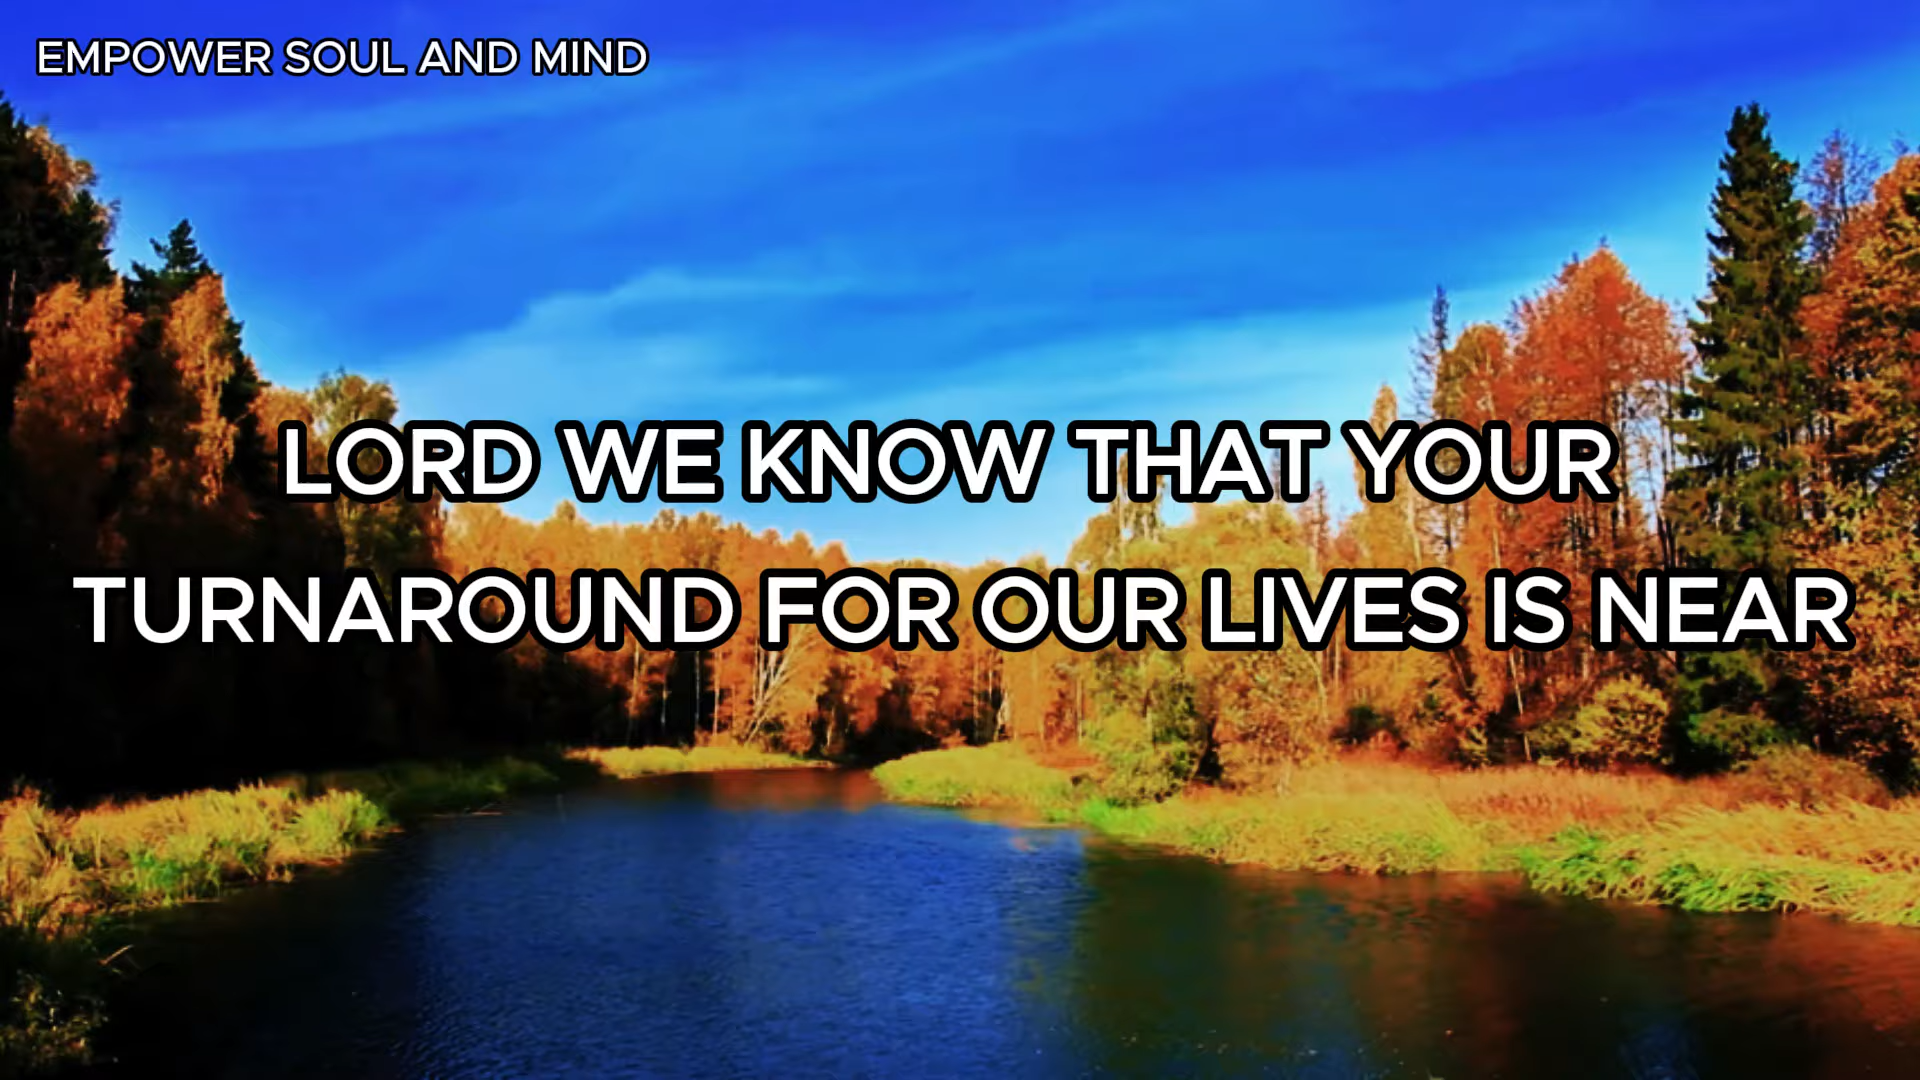 EMPOWER SOUL AND MIND
LORD WE KNOW THAT YOUR
TURNAROUND FOR OUR LIVES IS NEAR